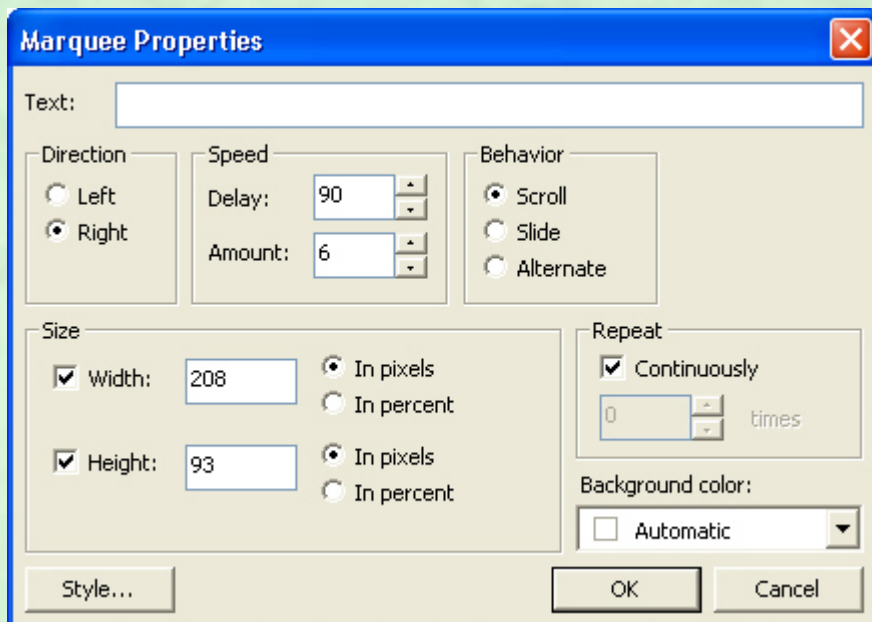 Marquee Properties
Text:
Direction
Left
Right
Speed
Delay: 90
Amount: 6
Behavior
Scroll
Slide
Alternate
Size
Width: 208
In pixels
In percent
Height: 93
In pixels
In percent
Repeat
Continuously
0 times
Background color:
Automatic
Style...
OK
Cancel